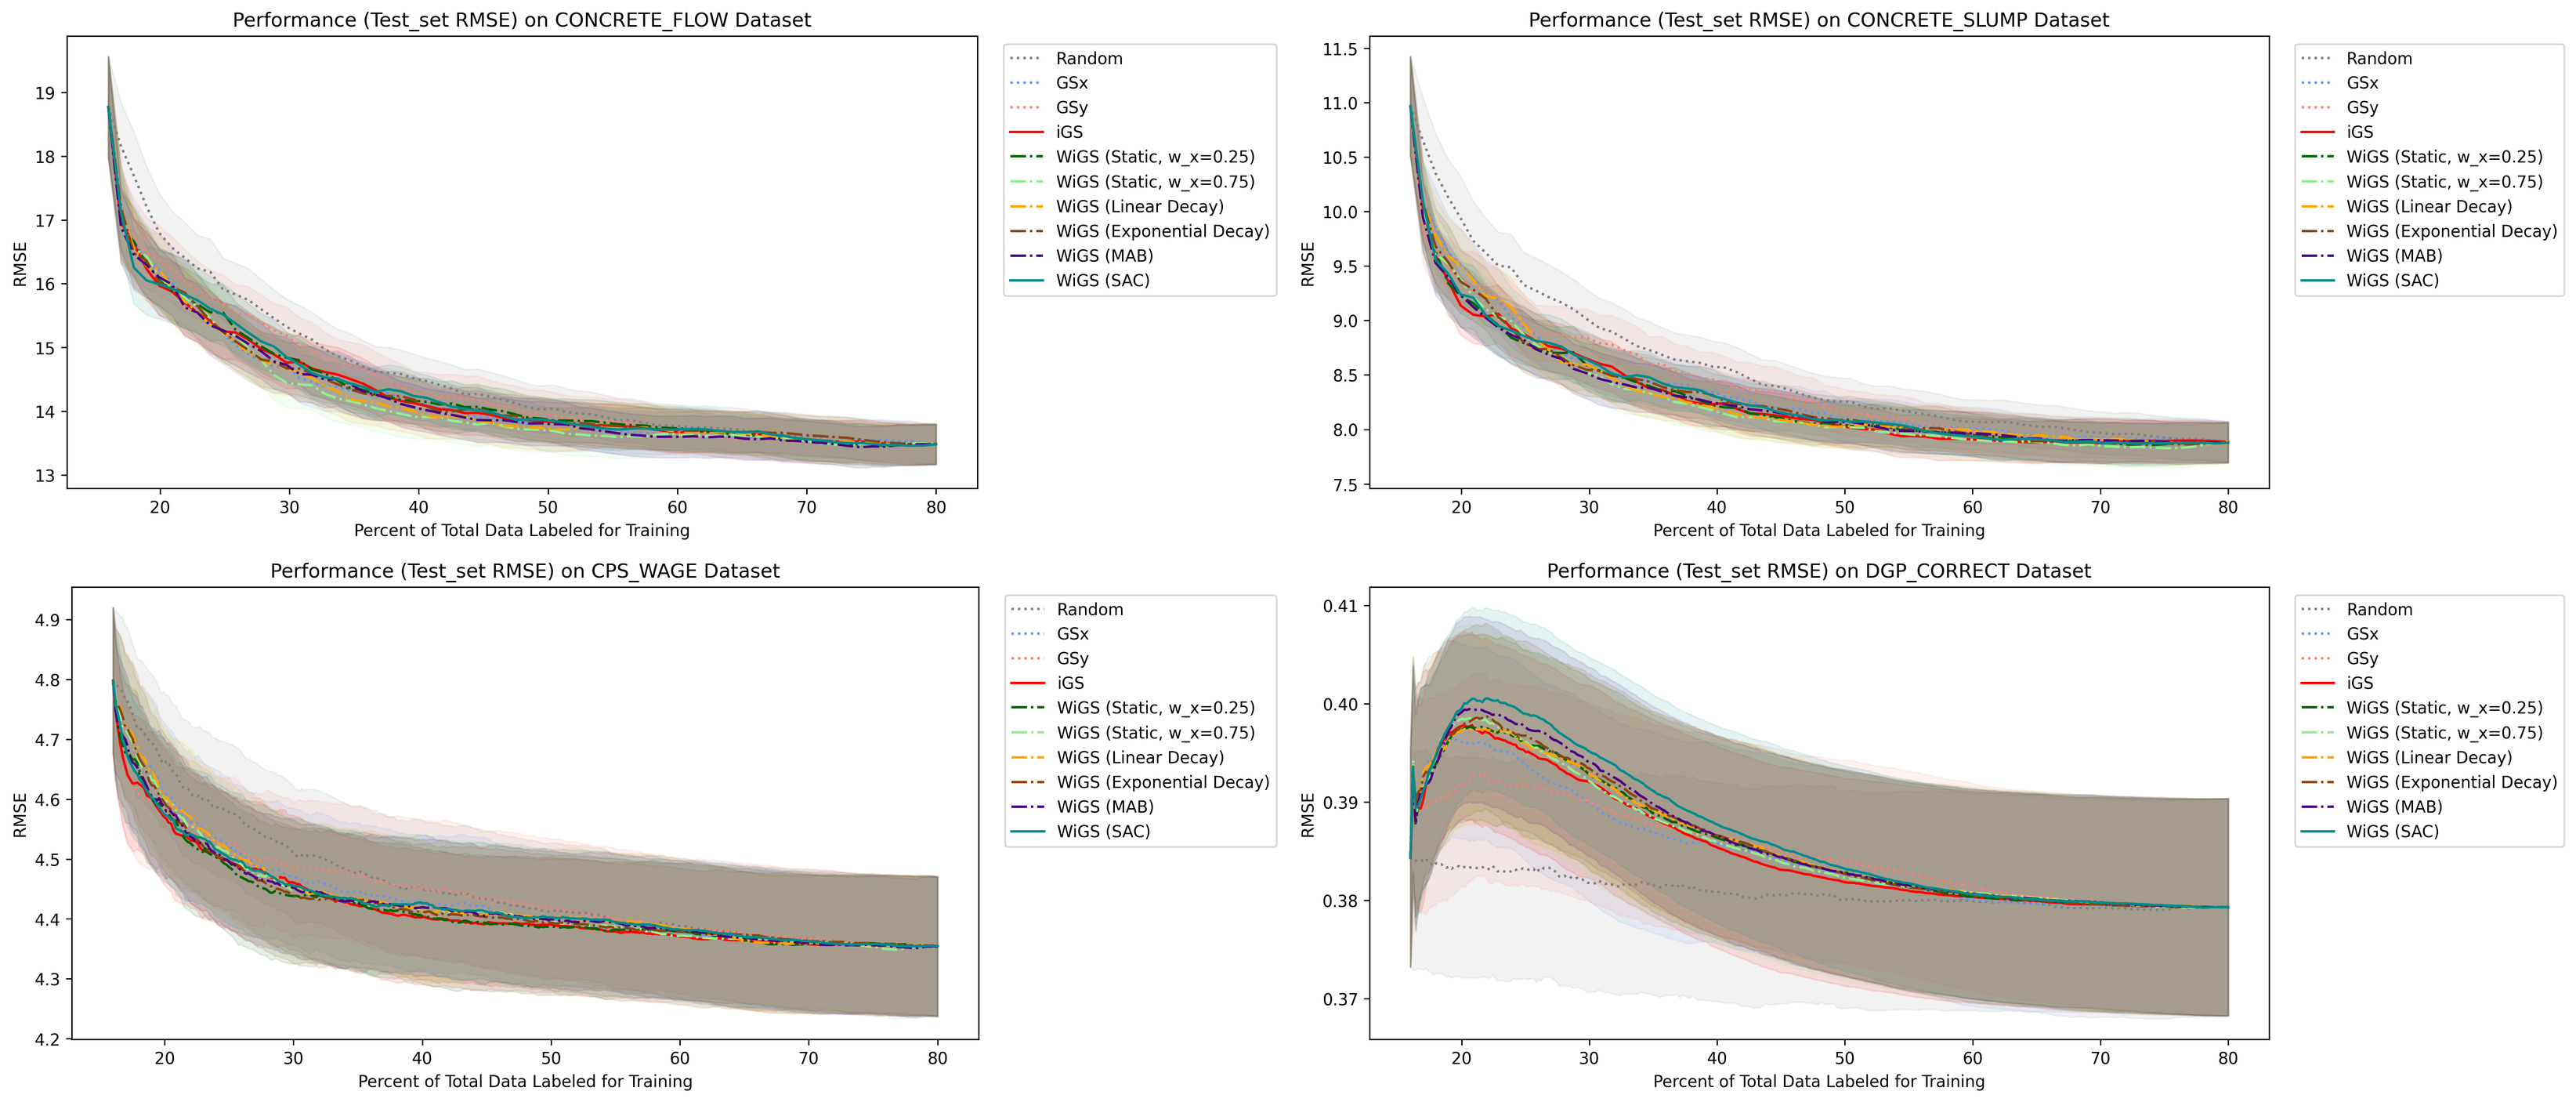 Performance (Test_set RMSE) on CONCRETE_FLOW Dataset
19
18
17
16
15
14
13
RMSE
20 30 40 50 60 70 80
Percent of Total Data Labeled for Training
Random
GSx
GSy
iGS
WiGS (Static, w_x=0.25)
WiGS (Static, w_x=0.75)
WiGS (Linear Decay)
WiGS (Exponential Decay)
WiGS (MAB)
WiGS (SAC)
Performance (Test_set RMSE) on CONCRETE_SLUMP Dataset
11.5
11.0
10.5
10.0
9.5
9.0
8.5
8.0
7.5
RMSE
20 30 40 50 60 70 80
Percent of Total Data Labeled for Training
Random
GSx
GSy
iGS
WiGS (Static, w_x=0.25)
WiGS (Static, w_x=0.75)
WiGS (Linear Decay)
WiGS (Exponential Decay)
WiGS (MAB)
WiGS (SAC)
Performance (Test_set RMSE) on CPS_WAGE Dataset
4.9
4.8
4.7
4.6
4.5
4.4
4.3
4.2
RMSE
20 30 40 50 60 70 80
Percent of Total Data Labeled for Training
Random
GSx
GSy
iGS
WiGS (Static, w_x=0.25)
WiGS (Static, w_x=0.75)
WiGS (Linear Decay)
WiGS (Exponential Decay)
WiGS (MAB)
WiGS (SAC)
Performance (Test_set RMSE) on DGP_CORRECT Dataset
0.41
0.40
0.39
0.38
0.37
RMSE
20 30 40 50 60 70 80
Percent of Total Data Labeled for Training
Random
GSx
GSy
iGS
WiGS (Static, w_x=0.25)
WiGS (Static, w_x=0.75)
WiGS (Linear Decay)
WiGS (Exponential Decay)
WiGS (MAB)
WiGS (SAC)